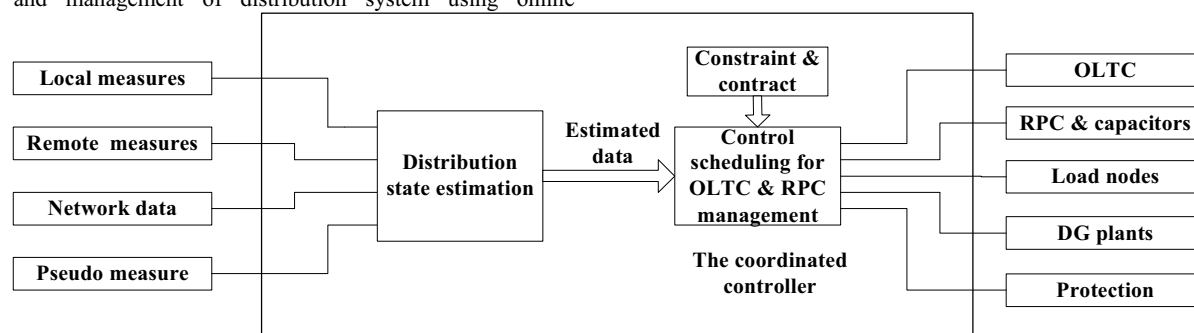 and management of distribution system using online
Local measures
Remote measures
Network data
Pseudo measure
Distribution
state estimation
Estimated
data
Constraint &
contract
Control
scheduling for
OLTC & RPC
management
The coordinated
controller
OLTC
RPC & capacitors
Load nodes
DG plants
Protection